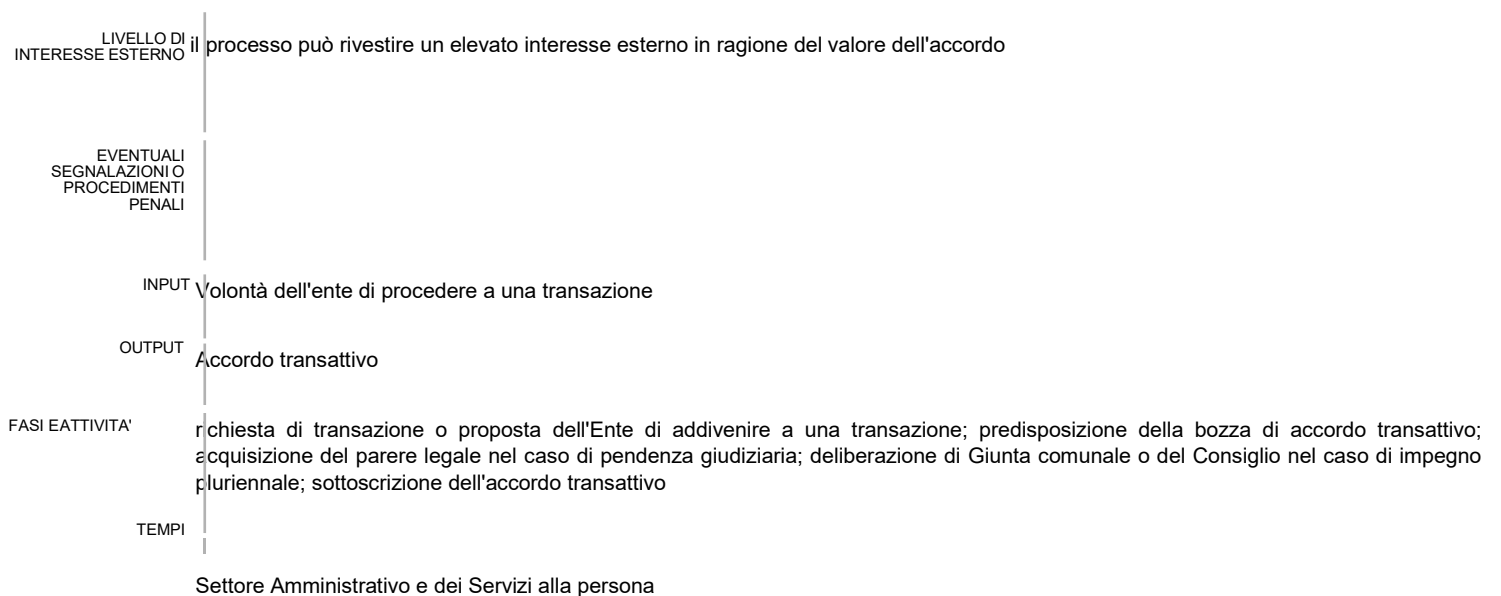 LIVELLO DI
INTERESSE ESTERNO
il processo può rivestire un elevato interesse esterno in ragione del valore dell'accordo
EVENTUALI
SEGNALAZIONI O
PROCEDIMENTI
PENALI
INPUT
Volontà dell'ente di procedere a una transazione
OUTPUT
Accordo transattivo
FASI EATTIVITA'
richiesta di transazione o proposta dell'Ente di addivenire a una transazione; predisposizione della bozza di accordo transattivo;
acquisizione del parere legale nel caso di pendenza giudiziaria; deliberazione di Giunta comunale o del Consiglio nel caso di impegno
pluriennale; sottoscrizione dell'accordo transattivo
TEMPI
Settore Amministrativo e dei Servizi alla persona